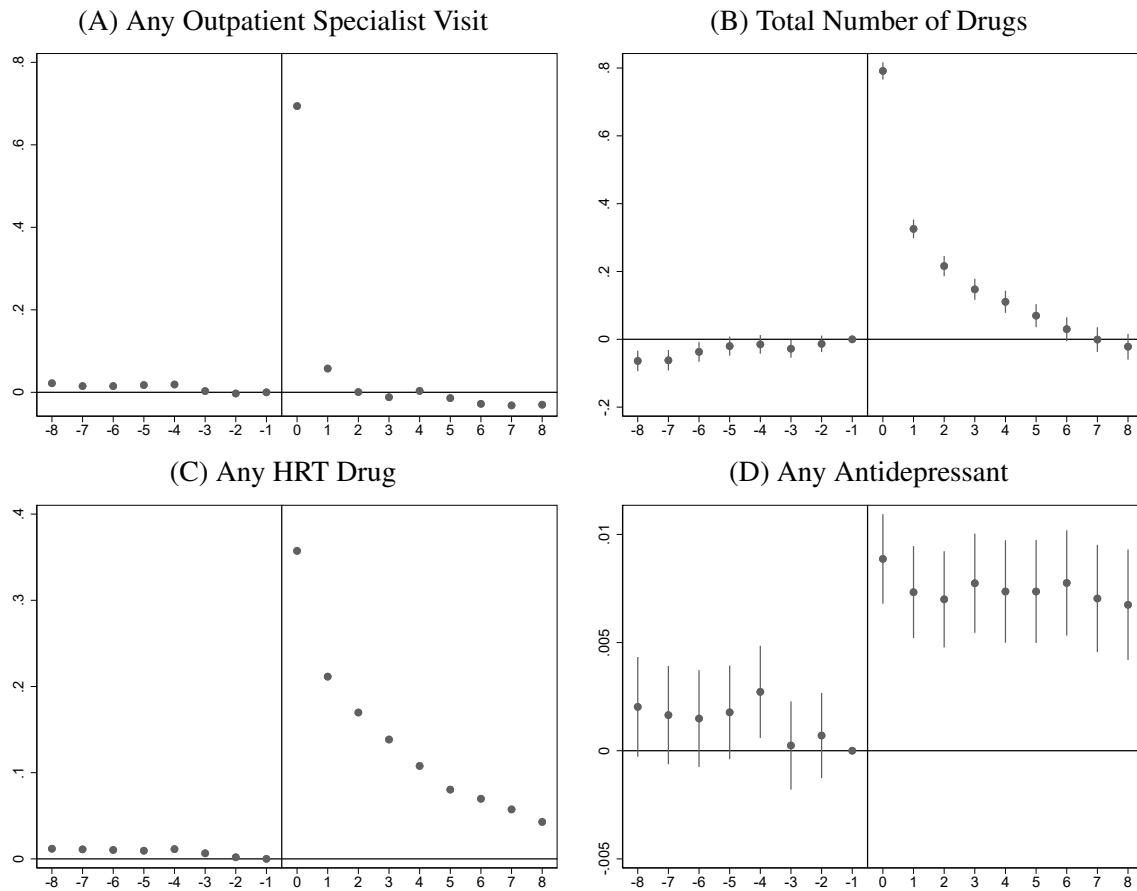 (A) Any Outpatient Specialist Visit
.8
.6
.4
.2
0
-8 -7 -6 -5 -4 -3 -2 -1 0 1 2 3 4 5 6 7 8
(B) Total Number of Drugs
.8
.6
.4
.2
0
-.2
-8 -7 -6 -5 -4 -3 -2 -1 0 1 2 3 4 5 6 7 8
(C) Any HRT Drug
.4
.3
.2
.1
0
-8 -7 -6 -5 -4 -3 -2 -1 0 1 2 3 4 5 6 7 8
(D) Any Antidepressant
.01
.005
0
-.005
-8 -7 -6 -5 -4 -3 -2 -1 0 1 2 3 4 5 6 7 8